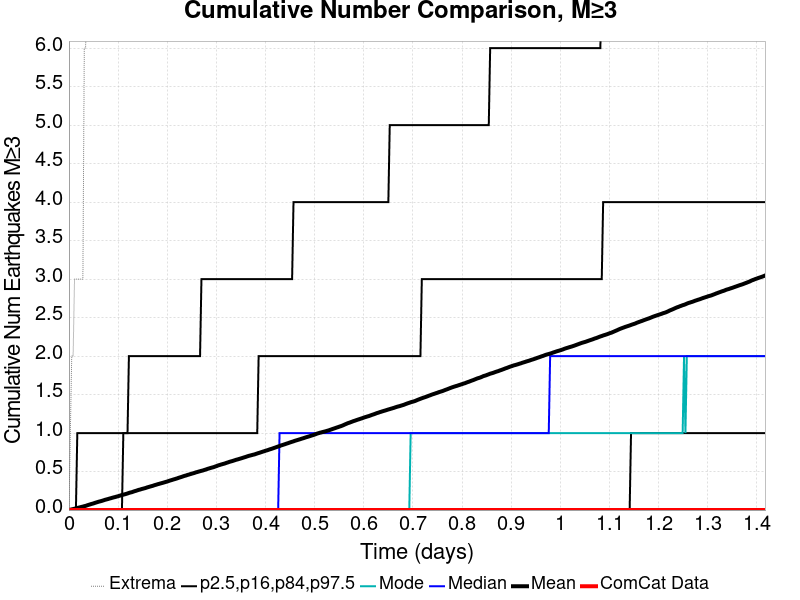 Cumulative Number Comparison, M≥3
Cumulative Num Earthquakes M≥3
6.0
5.5
5.0
4.5
4.0
3.5
3.0
2.5
2.0
1.5
1.0
0.5
0.0
0 0.1 0.2 0.3 0.4 0.5 0.6 0.7 0.8 0.9 1 1.1 1.2 1.3 1.4
Time (days)
Extrema p2.5,p16,p84,p97.5 Mode Median Mean ComCat Data